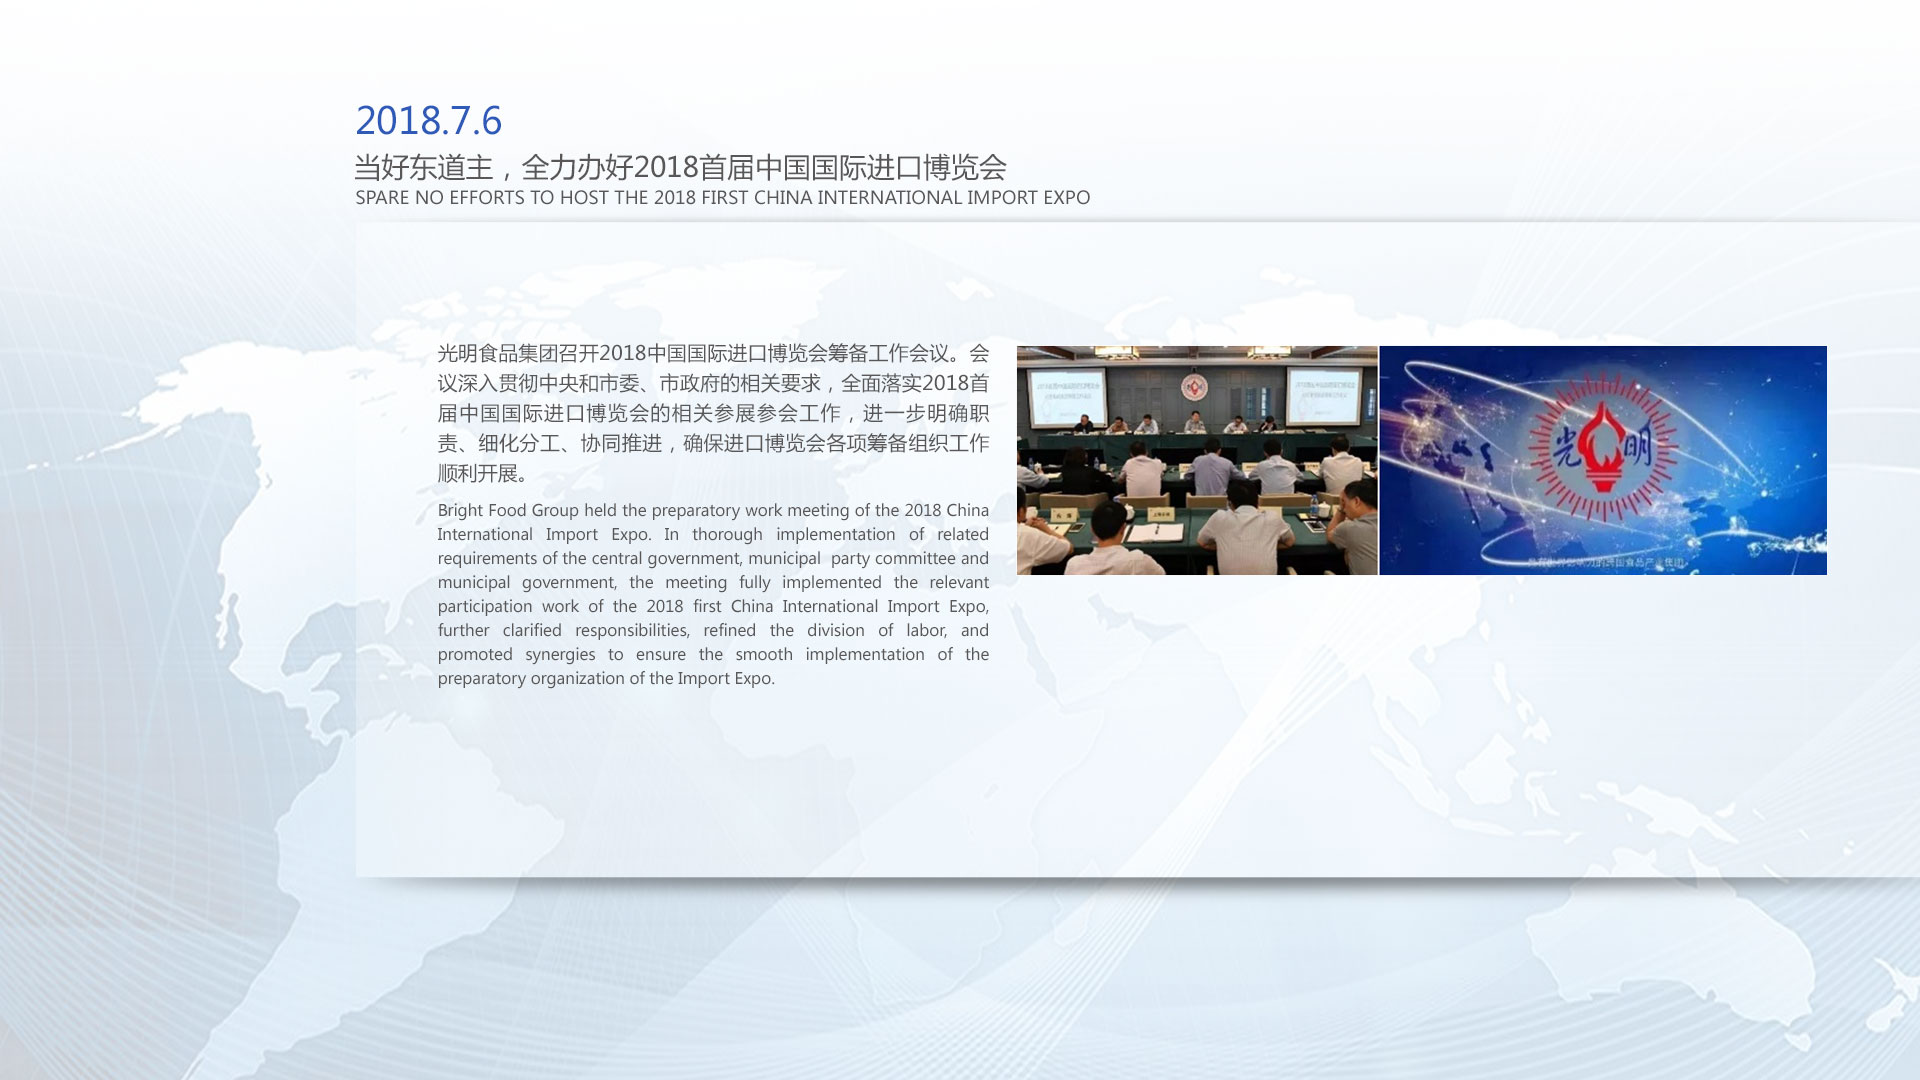 2018.7.6
当好东道主，全力办好2018首届中国国际进口博览会
SPARE NO EFFORTS TO HOST THE 2018 FIRST CHINA INTERNATIONAL IMPORT EXPO
光明食品集团召开2018中国国际进口博览会筹备工作会议。会
议深入贯彻中央和市委、市政府的相关要求，全面落实2018首
届中国国际进口博览会的相关参展参会工作，进一步明确职
责、细化分工、协同推进，确保进口博览会各项筹备组织工作
顺利开展。
Bright Food Group held the preparatory work meeting of the 2018 China
International Import Expo. In thorough implementation of related
requirements of the central government, municipal party committee and
municipal government, the meeting fully implemented the relevant
participation work of the 2018 first China International Import Expo,
further clarified responsibilities, refined the division of labor, and
promoted synergies to ensure the smooth implementation of the
preparatory organization of the Import Expo.
光明